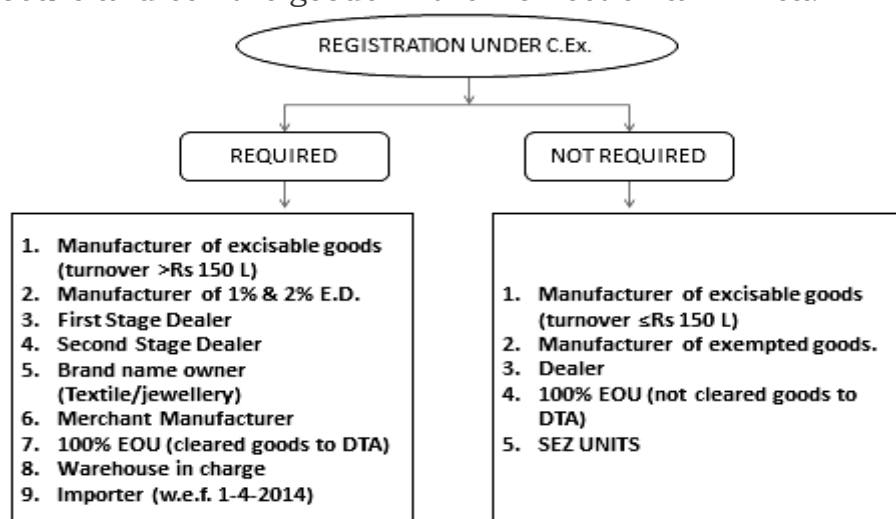 REGISTRATION UNDER C.Ex.
REQUIRED
NOT REQUIRED
1. Manufacturer of excisable goods
(turnover >Rs 150 L)
2. Manufacturer of 1% & 2% E.D.
3. First Stage Dealer
4. Second Stage Dealer
5. Brand name owner
(Textile/jewellery)
6. Merchant Manufacturer
7. 100% EOU (cleared goods to DTA)
8. Warehouse in charge
9. Importer (w.e.f. 1-4-2014)
1. Manufacturer of excisable goods
(turnover ≤Rs 150 L)
2. Manufacturer of exempted goods.
3. Dealer
4. 100% EOU (not cleared goods to
DTA)
5. SEZ UNITS